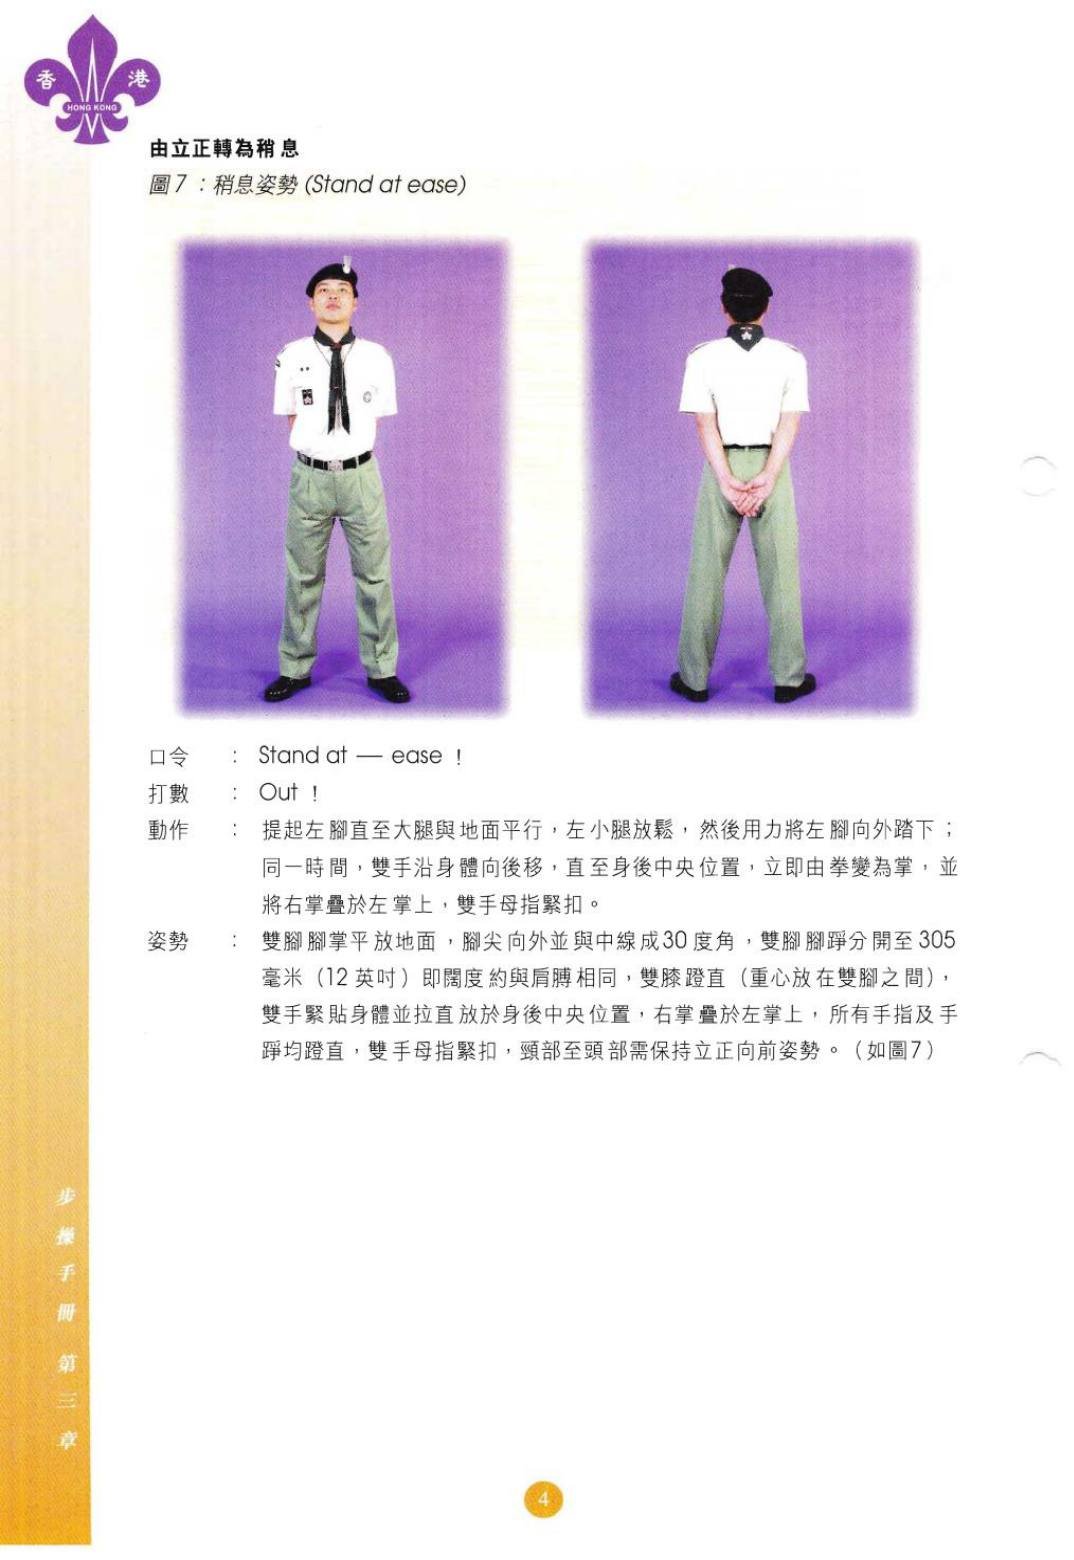 香 港
HONG KONG
由立正轉為稍息
圖7：稍息姿勢 (Stand at ease)
口令 ： Stand at — ease！
打數 ： Out！
動作 ： 提起左腳直至大腿與地面平行，左小腿放鬆，然後用力將左腳向外踏下；
同一時間，雙手沿身體向後移，直至身後中央位置，立即由拳變為掌，並
將右掌疊於左掌上，雙手母指緊扣。
姿勢 ： 雙腳腳掌平放地面，腳尖向外並與中線成30度角，雙腳腳踭分開至305
毫米（12英吋）即闊度約與肩膊相同，雙膝蹬直（重心放在雙腳之間），
雙手緊貼身體並拉直放於身後中央位置，右掌疊於左掌上，所有手指及手
踭均蹬直，雙手母指緊扣，頸部至頭部需保持立正向前姿勢。（如圖7）
步操手冊 第三章
4